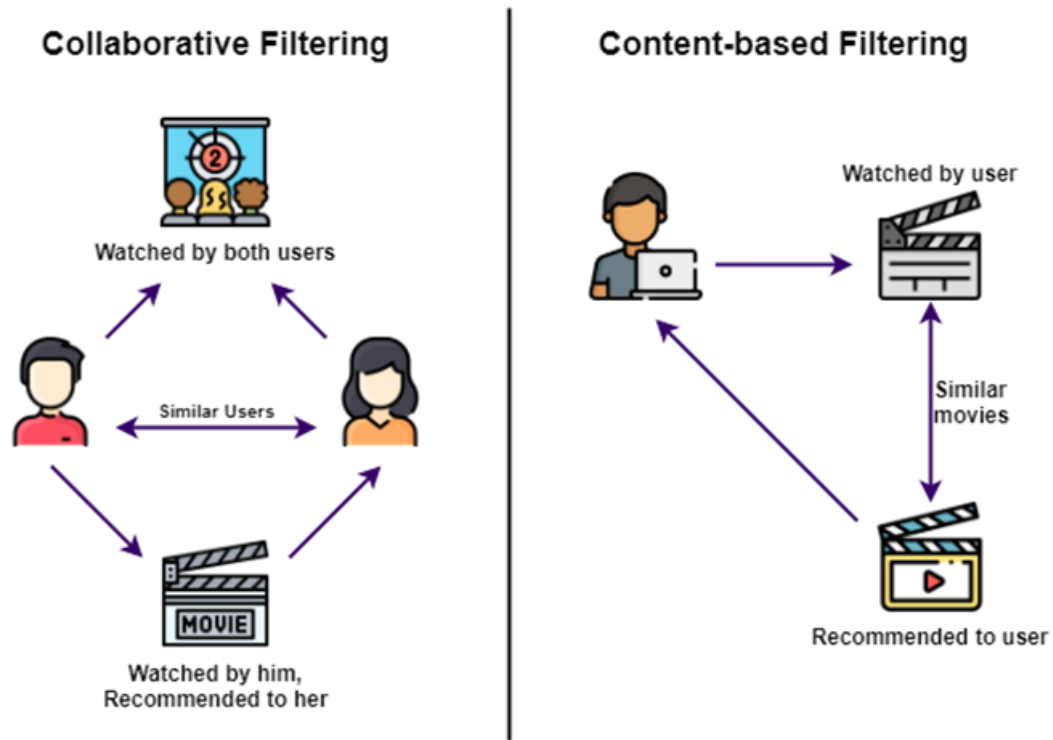 Collaborative Filtering
2
Watched by both users
Similar Users
MOVIE
Watched by him,
Recommended to her
Content-based Filtering
Watched by user
Similar
movies
Recommended to user